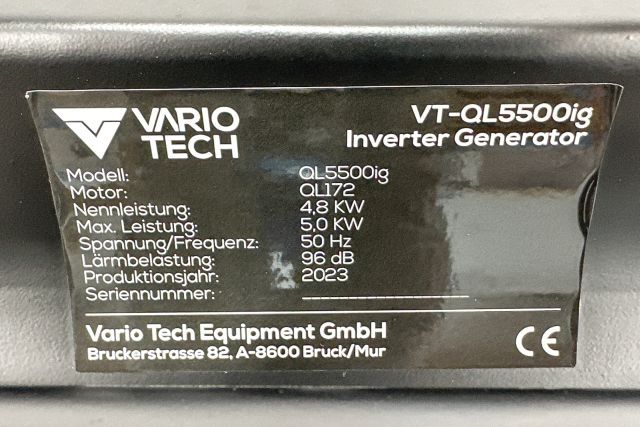 VARIO TECH
VT-QL5500ig
Inverter Generator
Modell: QL5500ig
Motor: QL172
Nennleistung: 4,8 KW
Max. Leistung: 5,0 KW
Spannung/Frequenz: 50 Hz
Lärmbelastung: 96 dB
Produktionsjahr: 2023
Seriennummer: ___________________
Vario Tech Equipment GmbH
Bruckerstrasse 82, A-8600 Bruck/Mur
CE